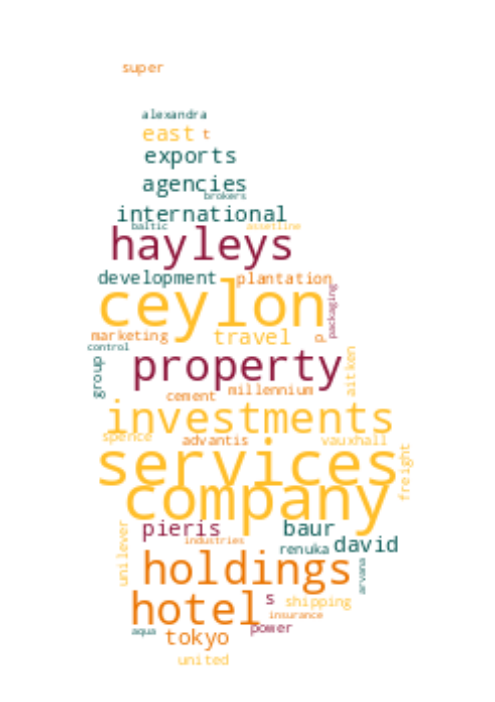 super
alexandra
east t
exports
agencies
brokers
international
baltic assetline
hayleys
development plantation
ceylon
packaging
marketing travel p
control
property
group
aitken
cement millennium
investments
spence advantis vauxhall
services
freight
company
pieris baur
unilever
industries
renuka david
holdings
arvana
hotel s shipping
insurance
aqua tokyo power
united